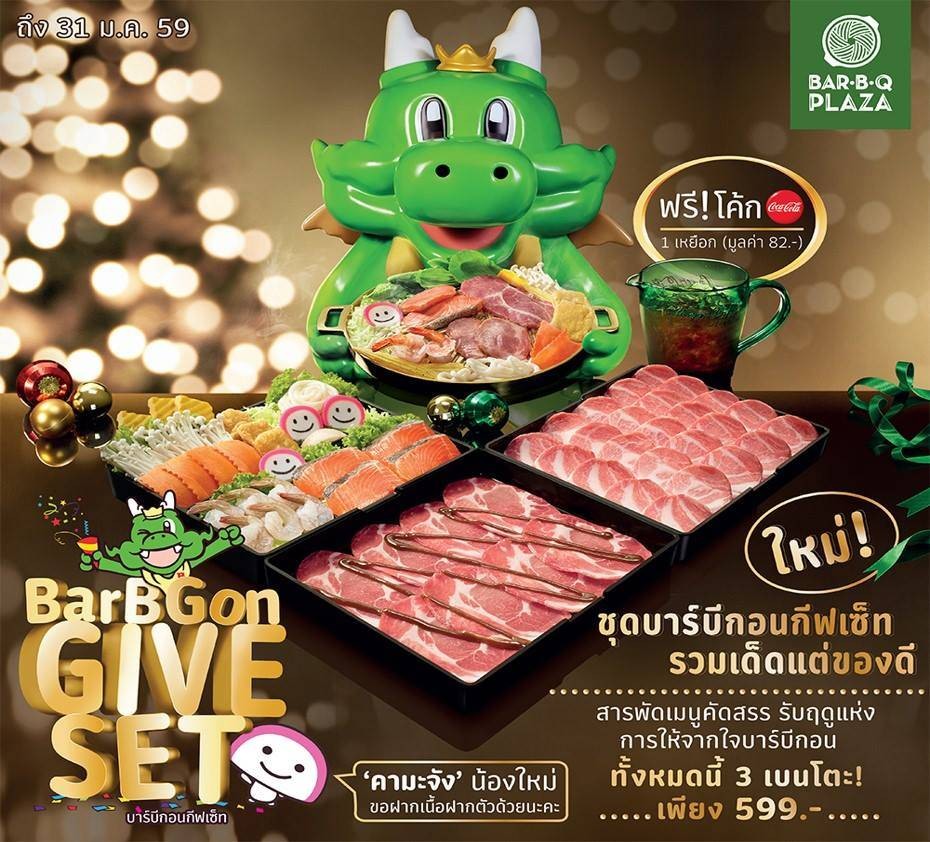 ถึง 31 ม.ค. 59
BAR·B·Q
PLAZA
ฟรี! โค้ก Coca-Cola
1 เหยือก (มูลค่า 82.-)
ใหม่!
ชุดบาร์บีกอนกีฟเซ็ท
รวมเด็ดแต่ของดี
สารพัดเมนูคัดสรร รับฤดูแห่ง
การให้จากใจบาร์บีกอน
ทั้งหมดนี้ 3 เบนโตะ!
.....เพียง 599.-.....
BarBGon
GIVE
SET
บาร์บีกอนกีฟเซ็ท
'คามะจัง' น้องใหม่
ขอฝากเนื้อฝากตัวด้วยนะคะ